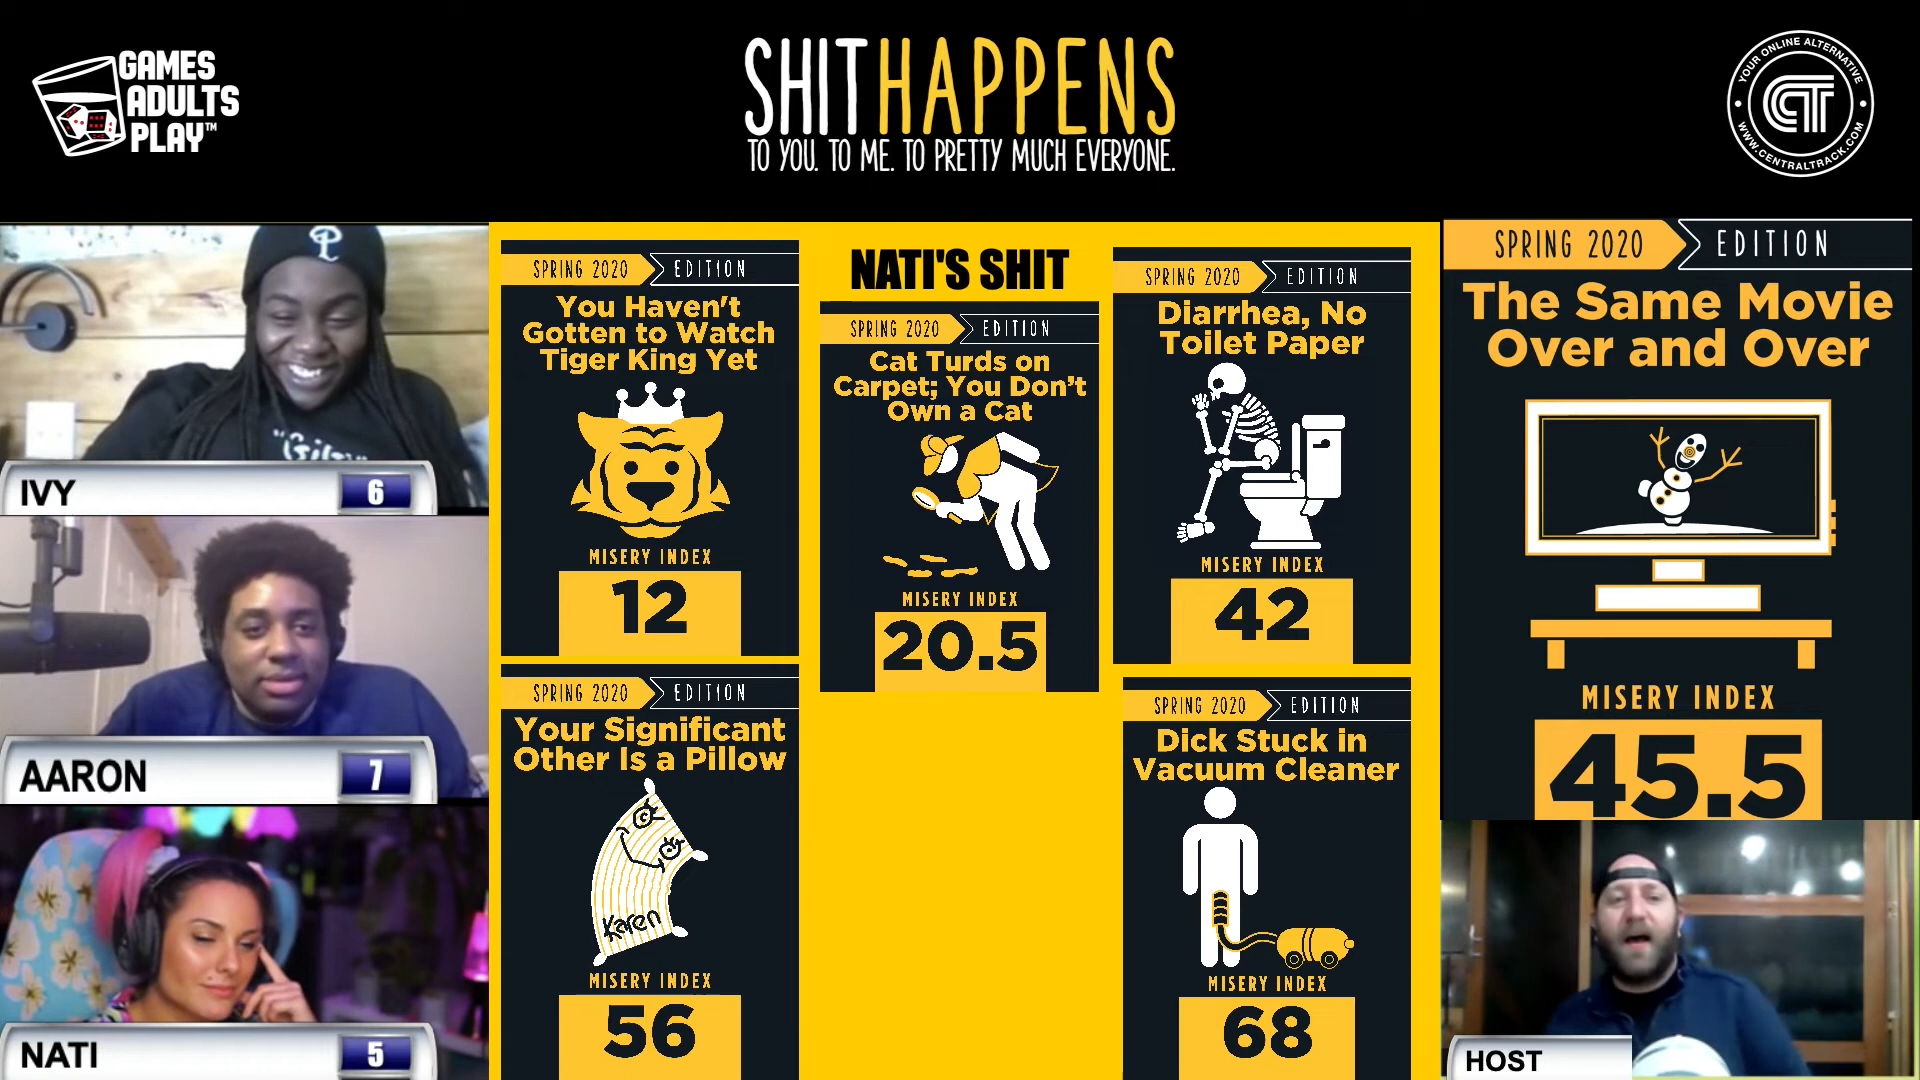 GAMES
ADULTS
PLAY™
SHITHAPPENS
TO YOU. TO ME. TO PRETTY MUCH EVERYONE.
YOUR ONLINE ALTERNATIVE
CT
WWW.CENTRALTRACK.COM
IVY 6
AARON 7
NATI 5
SPRING 2020 EDITION
You Haven't
Gotten to Watch
Tiger King Yet
MISERY INDEX
12
NATI'S SHIT
SPRING 2020 EDITION
Cat Turds on
Carpet; You Don't
Own a Cat
MISERY INDEX
20.5
SPRING 2020 EDITION
Diarrhea, No
Toilet Paper
MISERY INDEX
42
SPRING 2020 EDITION
Your Significant
Other Is a Pillow
Karen
MISERY INDEX
56
SPRING 2020 EDITION
Dick Stuck in
Vacuum Cleaner
MISERY INDEX
68
SPRING 2020 EDITION
The Same Movie
Over and Over
MISERY INDEX
45.5
HOST